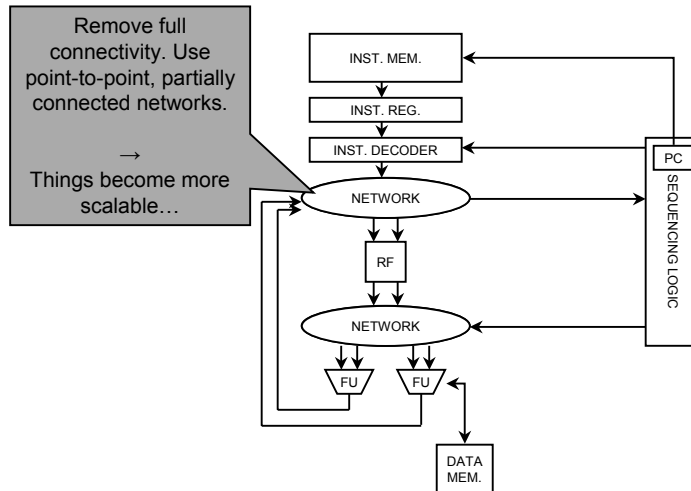 Remove full
connectivity. Use
point-to-point, partially
connected networks.
→
Things become more
scalable…
INST. MEM.
INST. REG.
INST. DECODER
NETWORK
RF
NETWORK
FU
FU
DATA
MEM.
PC
SEQUENCING LOGIC